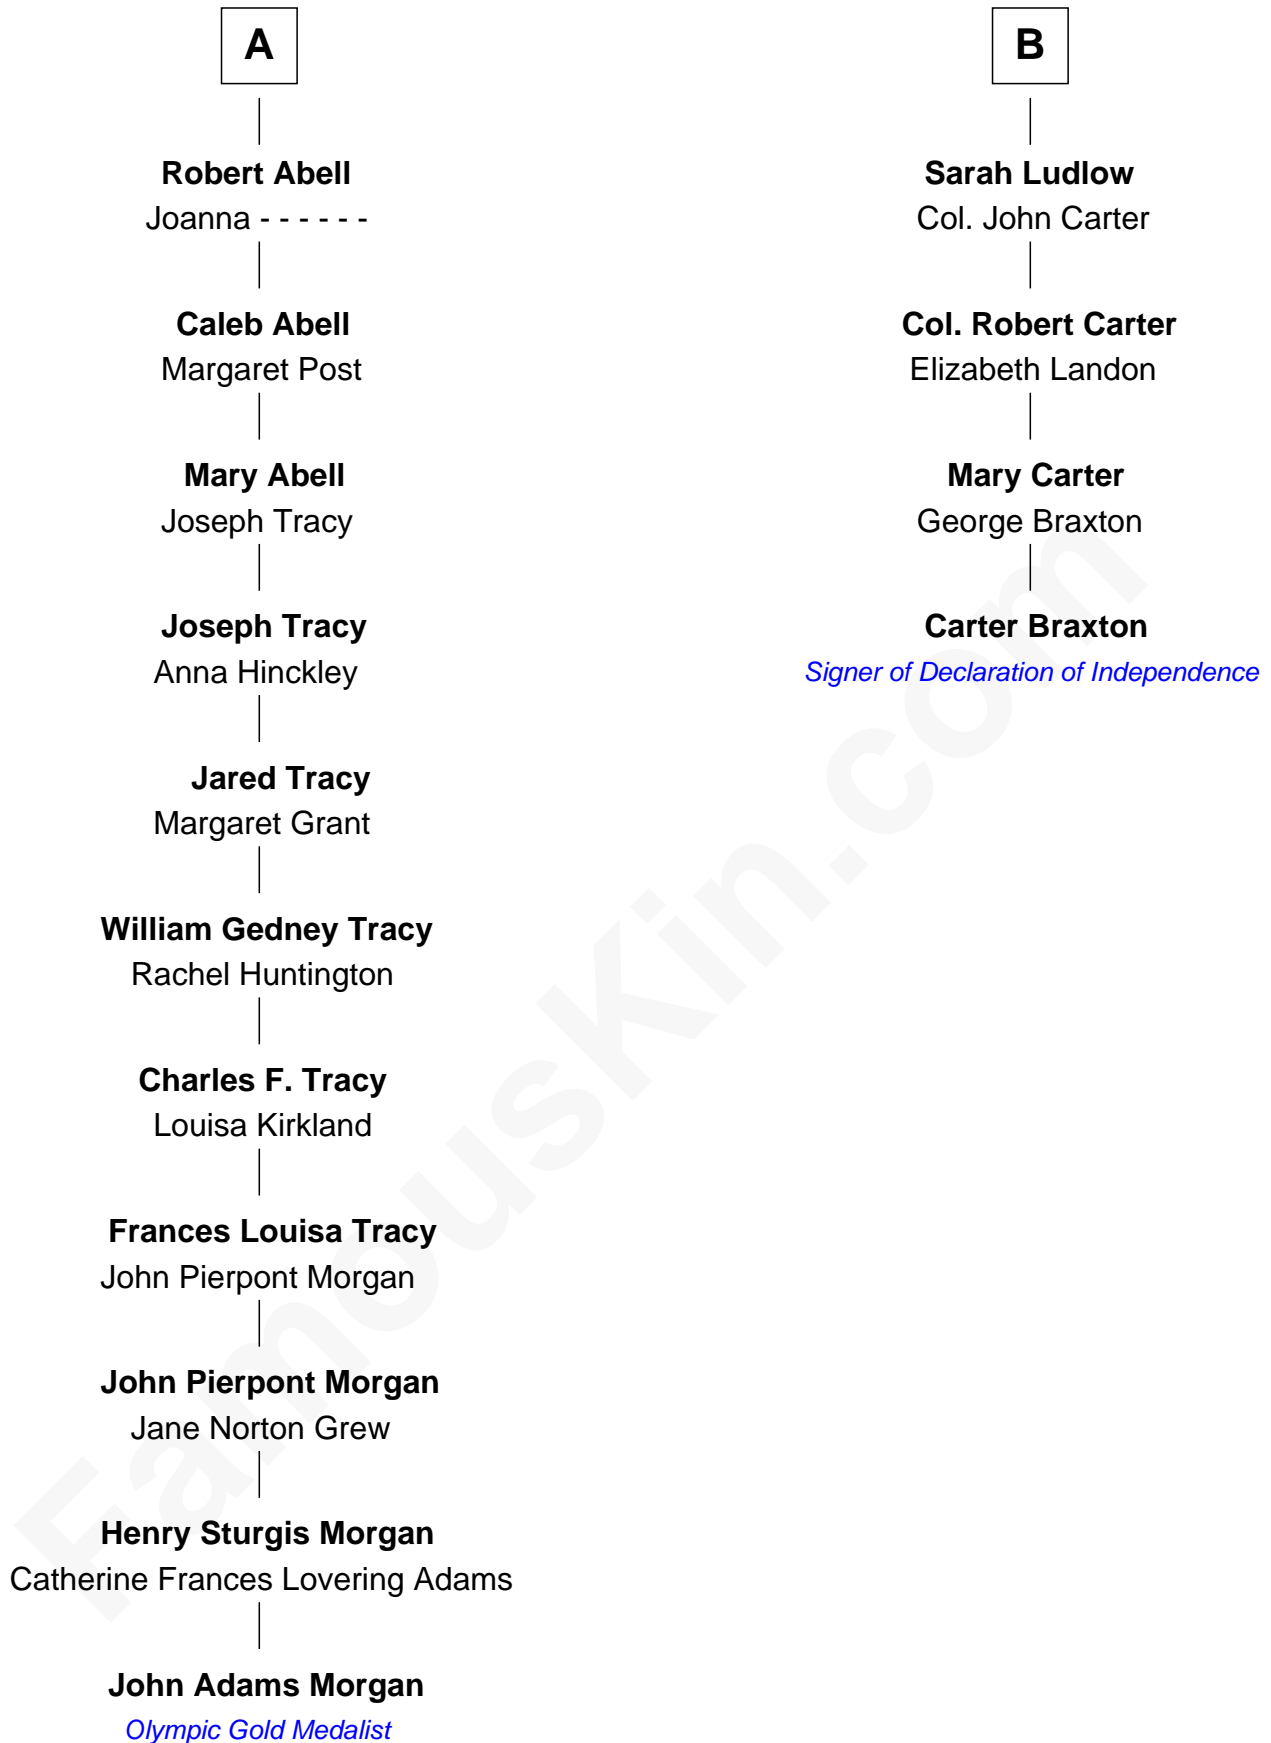 A
Robert Abell
Joanna - - - - - -
Caleb Abell
Margaret Post
Mary Abell
Joseph Tracy
Joseph Tracy
Anna Hinckley
Jared Tracy
Margaret Grant
William Gedney Tracy
Rachel Huntington
Charles F. Tracy
Louisa Kirkland
Frances Louisa Tracy
John Pierpont Morgan
John Pierpont Morgan
Jane Norton Grew
Henry Sturgis Morgan
Catherine Frances Lovering Adams
John Adams Morgan
Olympic Gold Medalist
B
Sarah Ludlow
Col. John Carter
Col. Robert Carter
Elizabeth Landon
Mary Carter
George Braxton
Carter Braxton
Signer of Declaration of Independence
FamousKin.com